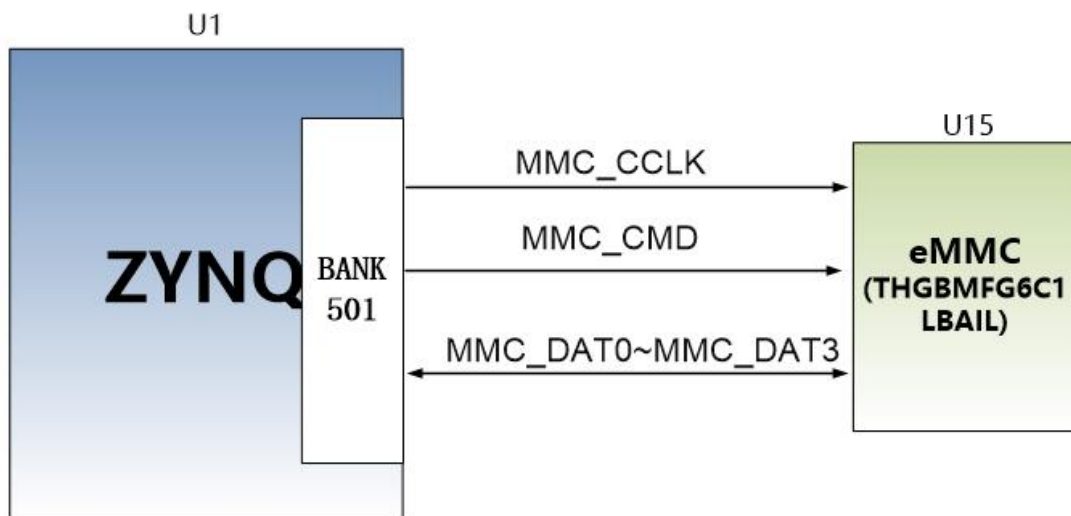 U1
U15
ZYNQ
BANK
501
MMC_CCLK
MMC_CMD
MMC_DAT0~MMC_DAT3
eMMC
(THGBMFG6C1
LBAIL)